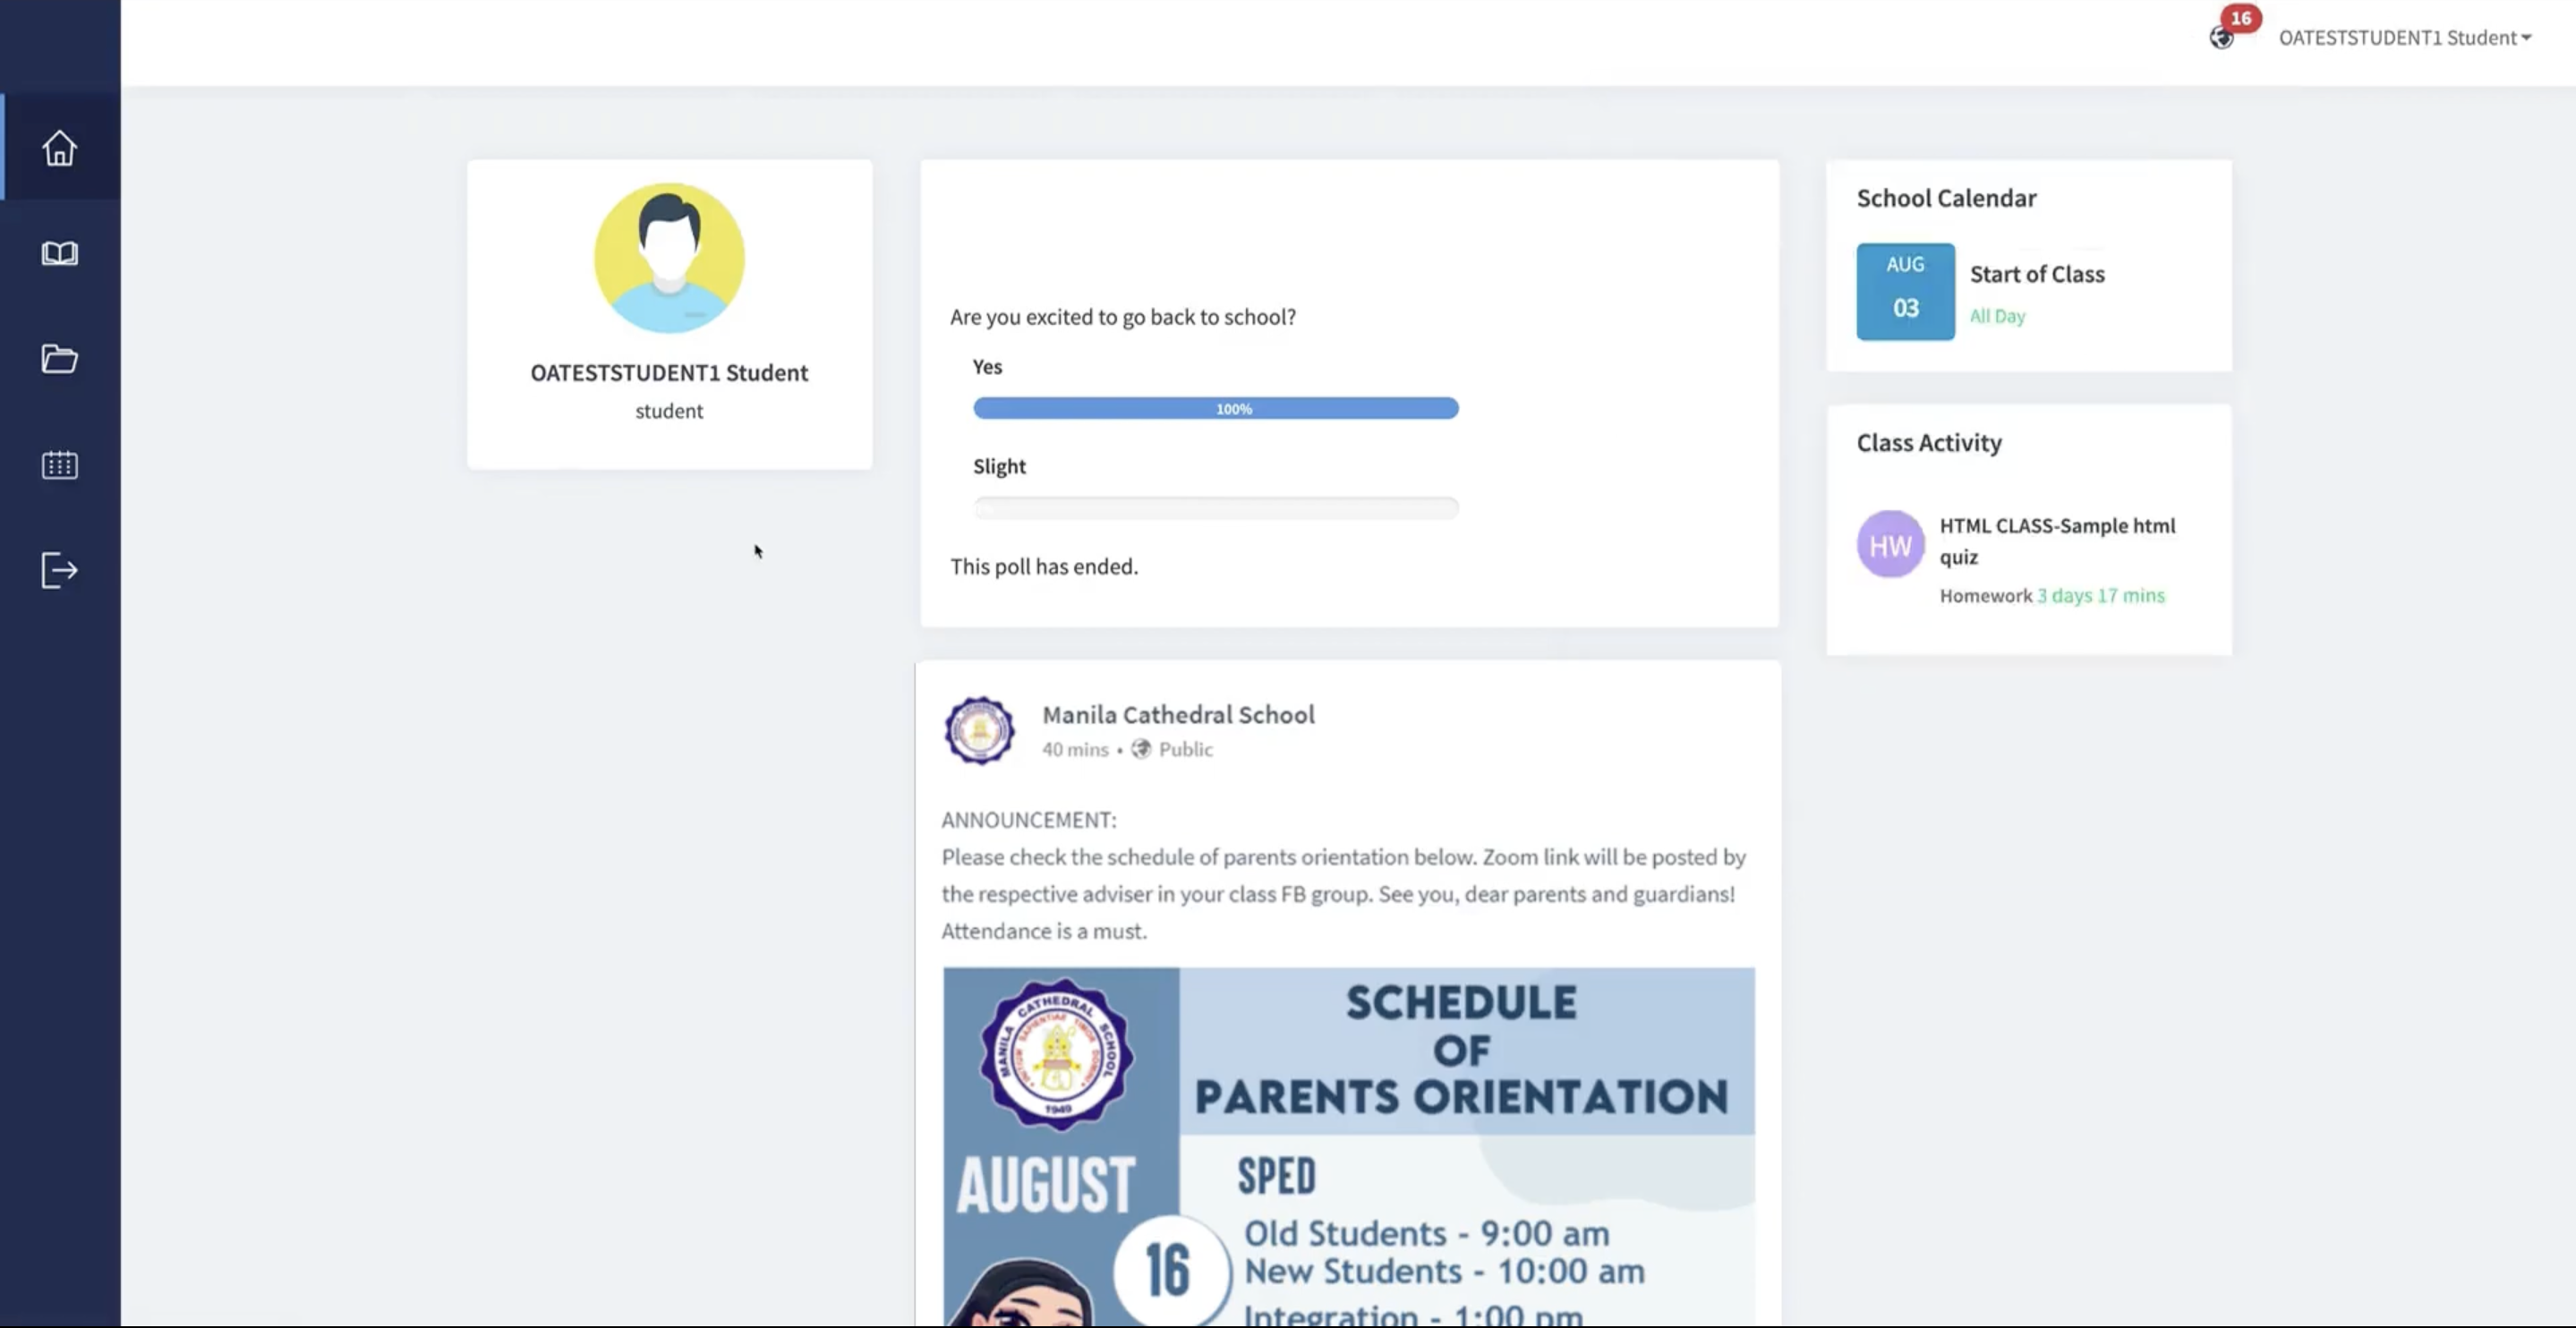 16
OATESTSTUDENT1 Student
OATESTSTUDENT1 Student
student
Are you excited to go back to school?
Yes
100%
Slight
This poll has ended.
School Calendar
AUG
03
Start of Class
All Day
Class Activity
HW
HTML CLASS-Sample html
quiz
Homework 3 days 17 mins
Manila Cathedral School
40 mins • Public
ANNOUNCEMENT:
Please check the schedule of parents orientation below. Zoom link will be posted by
the respective adviser in your class FB group. See you, dear parents and guardians!
Attendance is a must.
MANILA CATHEDRAL SCHOOL
1949
SCHEDULE
OF
PARENTS ORIENTATION
AUGUST
16
SPED
Old Students - 9:00 am
New Students - 10:00 am
Integration - 1:00 pm